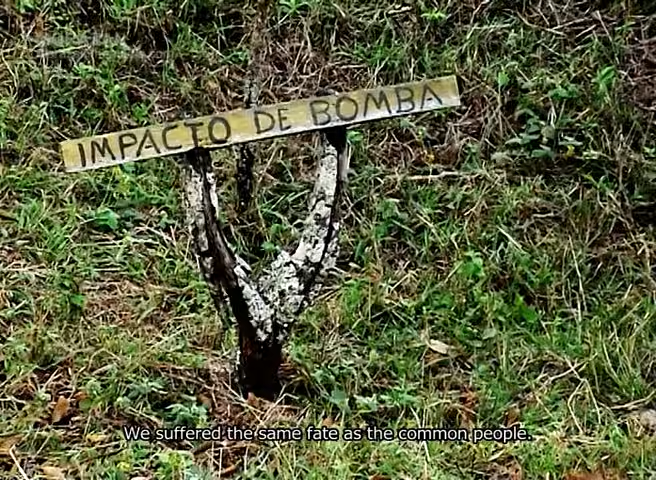 IMPACTO DE BOMBA
We suffered the same fate as the common people.